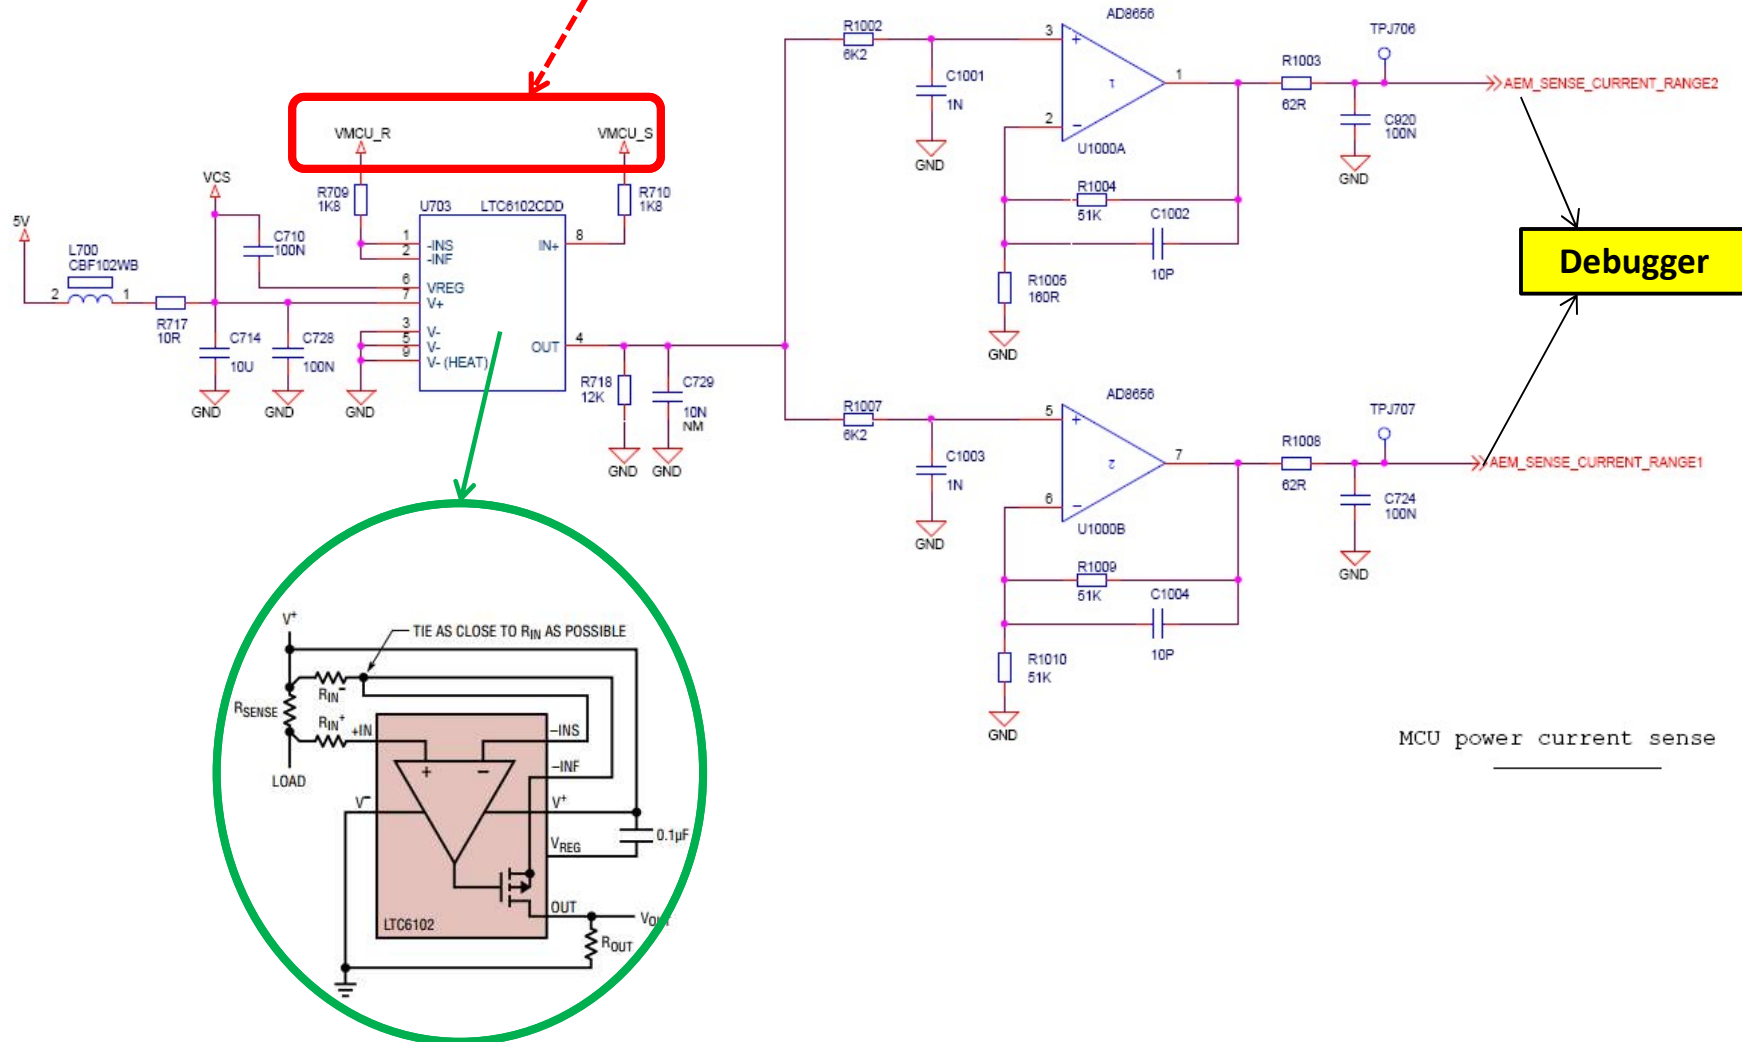 R1002
6K2
C1001
1N
GND
3
2
AD8656
1
1
U1000A
R1004
51K
C1002
10P
R1005
160R
GND
R1003
62R
TPJ706
C920
100N
GND
AEM_SENSE_CURRENT_RANGE2
VMCU_R
VMCU_S
R709
1K8
R710
1K8
5V
L700
CBF102WB
2
1
R717
10R
VCS
C710
100N
C714
10U
C728
100N
GND
GND
GND
U703
LTC6102CDD
1
2
6
7
3
5
9
-INS
-INF
VREG
V+
V-
V-
V- (HEAT)
IN+
8
OUT
4
R718
12K
C729
10N
NM
GND
GND
Debugger
R1007
6K2
C1003
1N
GND
5
6
AD8656
2
7
U1000B
R1009
51K
C1004
10P
R1010
51K
GND
R1008
62R
TPJ707
C724
100N
GND
AEM_SENSE_CURRENT_RANGE1
MCU power current sense
V+
TIE AS CLOSE TO RIN AS POSSIBLE
RIN−
RSENSE
RIN+
+IN
LOAD
+
−
V−
–INS
–INF
V+
0.1µF
VREG
OUT
VOUT
ROUT
LTC6102